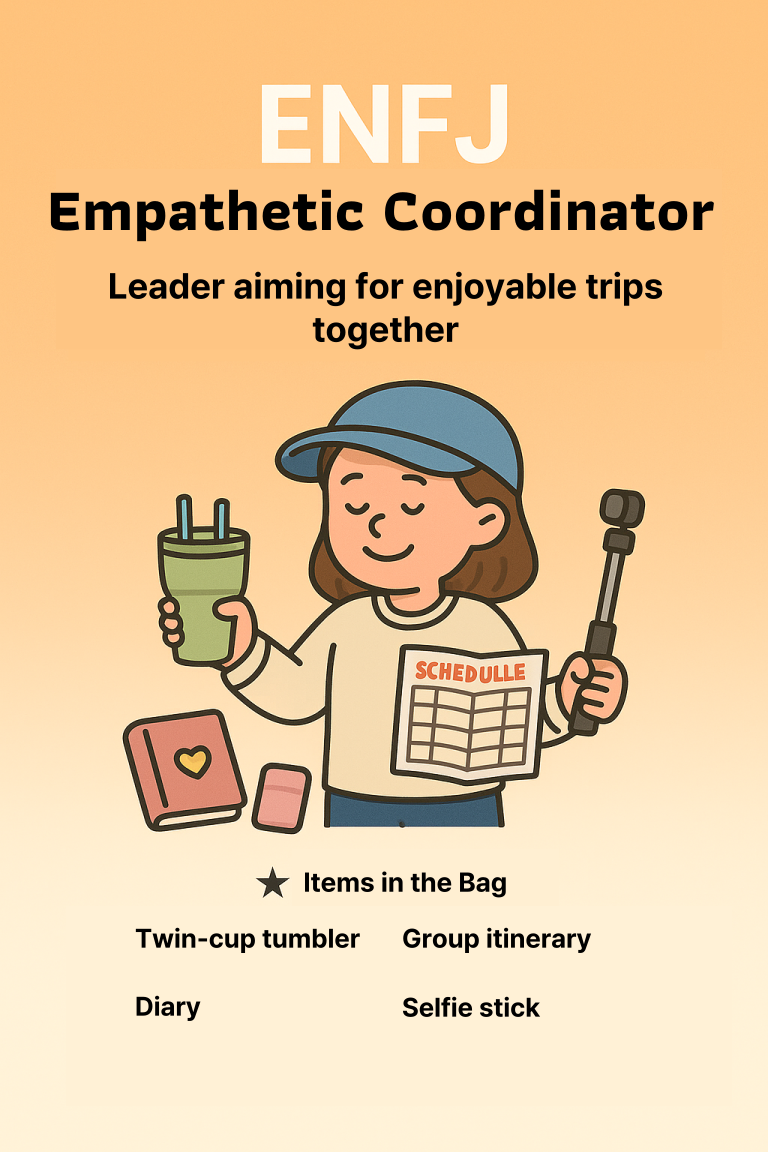 ENFJ
Empathetic Coordinator
Leader aiming for enjoyable trips
together
SCHEDULLE
★ Items in the Bag
Twin-cup tumbler
Group itinerary
Diary
Selfie stick